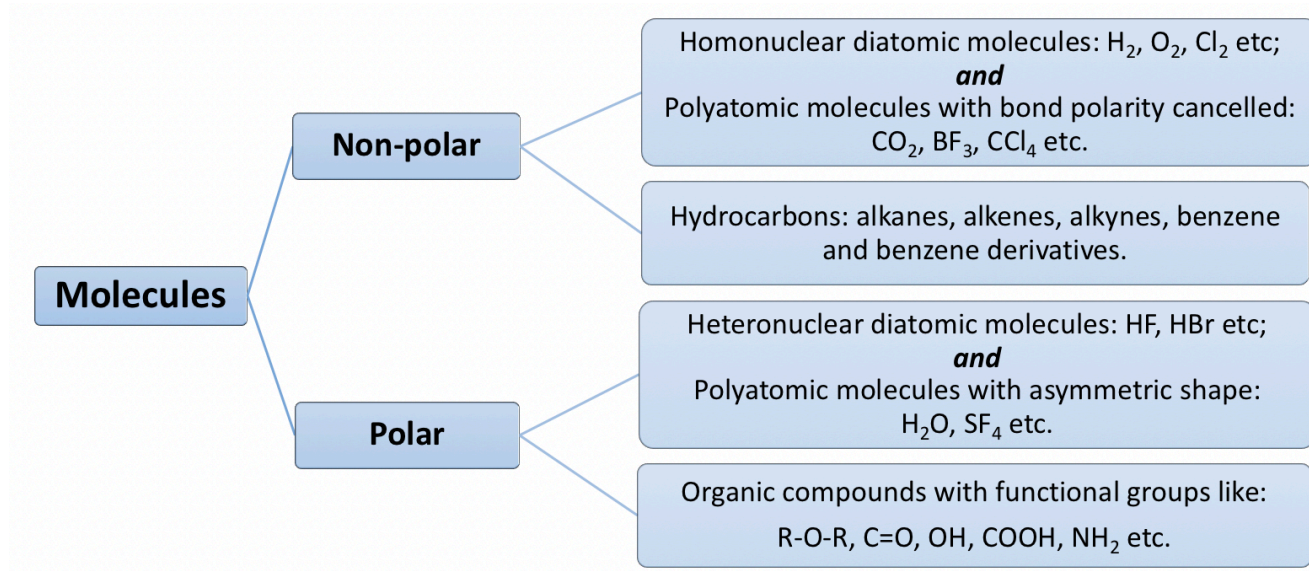 Homonuclear diatomic molecules: H₂, O₂, Cl₂ etc;
and
Polyatomic molecules with bond polarity cancelled:
CO₂, BF₃, CCl₄ etc.
Non-polar
Hydrocarbons: alkanes, alkenes, alkynes, benzene
and benzene derivatives.
Molecules
Heteronuclear diatomic molecules: HF, HBr etc;
and
Polyatomic molecules with asymmetric shape:
H₂O, SF₄ etc.
Polar
Organic compounds with functional groups like:
R-O-R, C=O, OH, COOH, NH₂ etc.